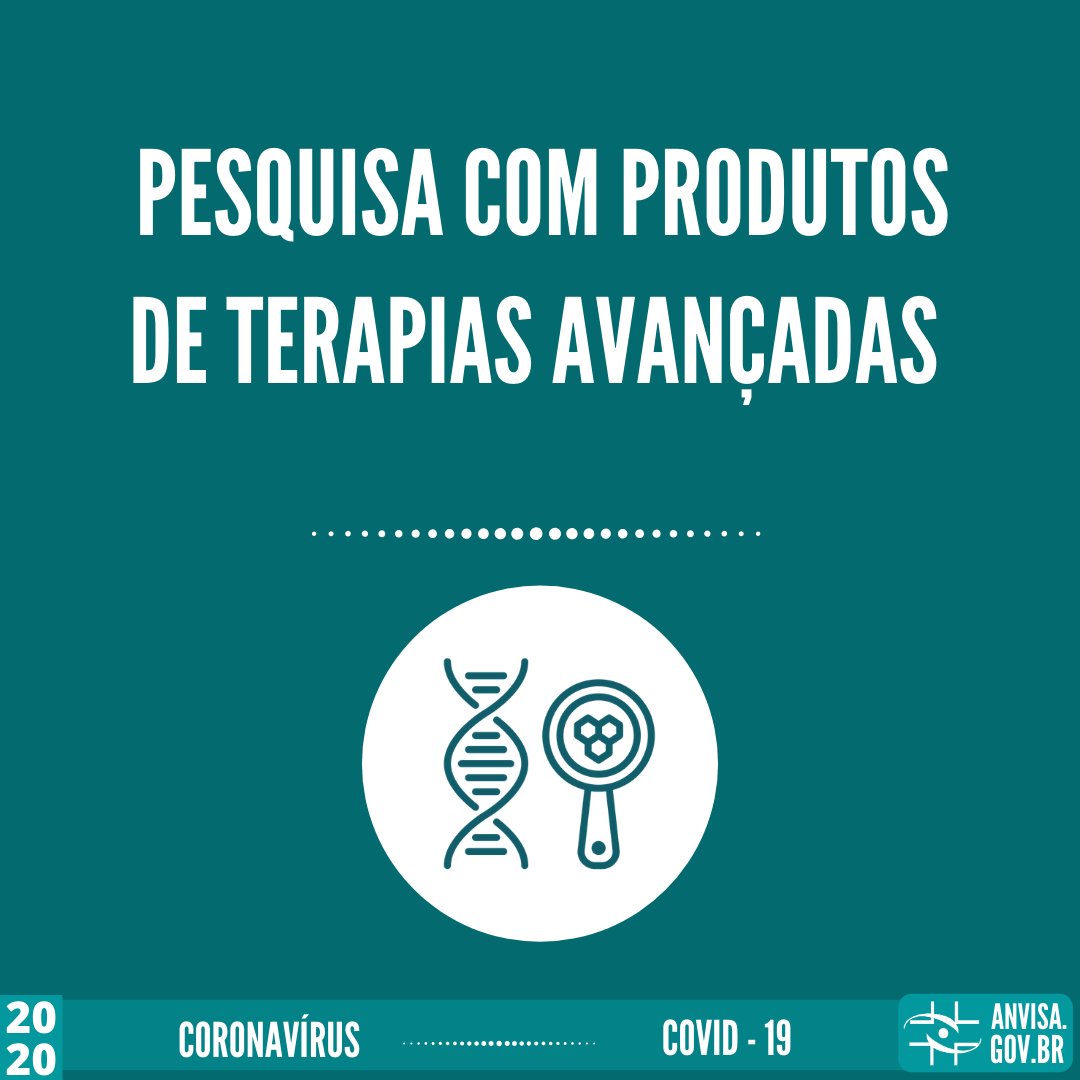 PESQUISA COM PRODUTOS
DE TERAPIAS AVANÇADAS
20
20
CORONAVÍRUS
COVID - 19
ANVISA.
GOV.BR